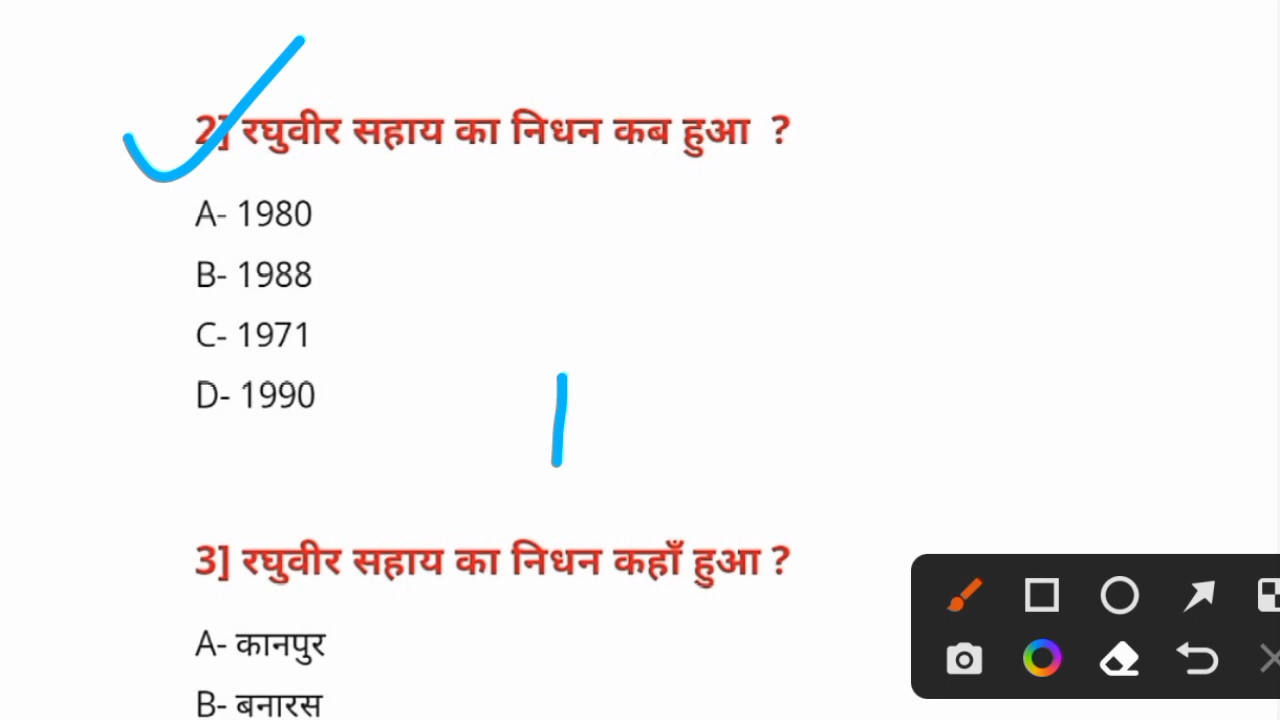 2] रघुवीर सहाय का निधन कब हुआ ?
A- 1980
B- 1988
C- 1971
D- 1990
3] रघुवीर सहाय का निधन कहाँ हुआ ?
A- कानपुर
B- बनारस